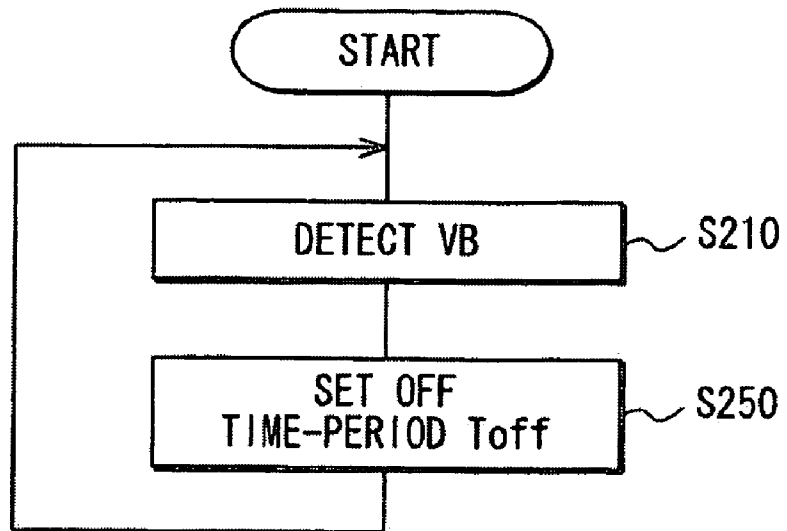 START
DETECT VB
S210
SET OFF
TIME-PERIOD Toff
S250